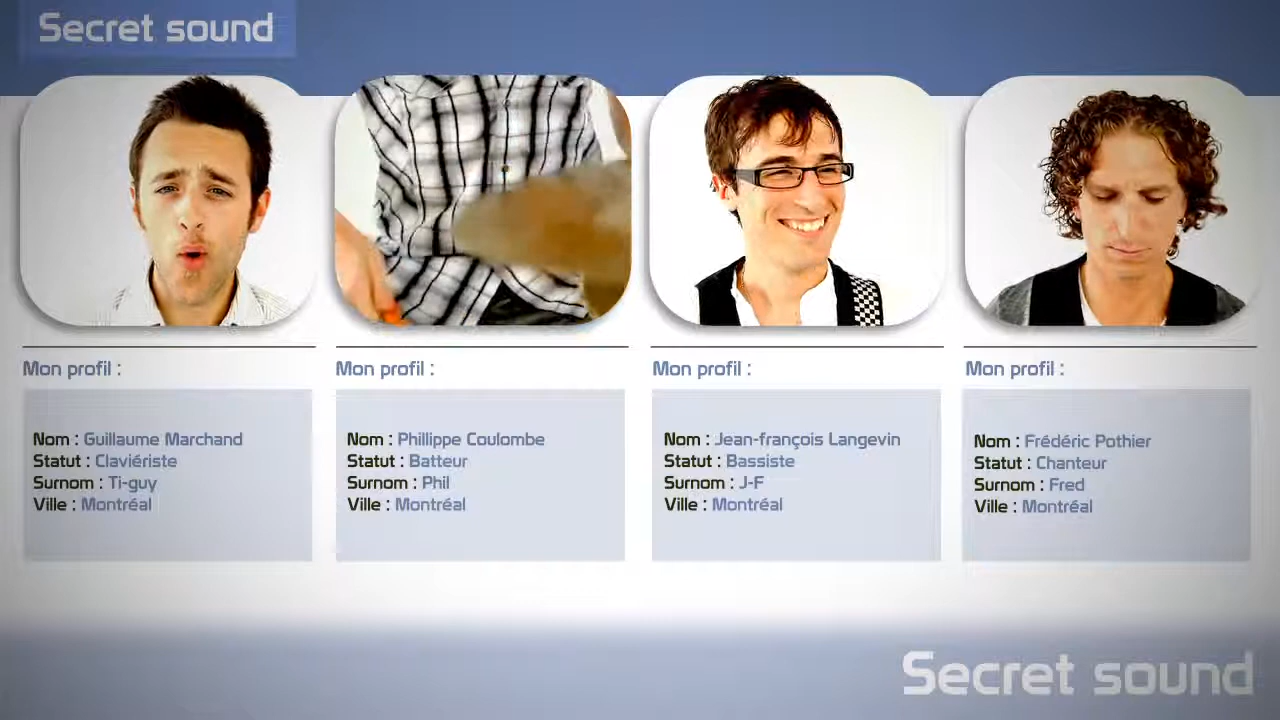 Secret sound
Mon profil :
Nom : Guillaume Marchand
Statut : Claviériste
Surnom : Ti-guy
Ville : Montréal
Mon profil :
Nom : Phillippe Coulombe
Statut : Batteur
Surnom : Phil
Ville : Montréal
Mon profil :
Nom : Jean-françois Langevin
Statut : Bassiste
Surnom : J-F
Ville : Montréal
Mon profil :
Nom : Frédéric Pothier
Statut : Chanteur
Surnom : Fred
Ville : Montréal
Secret sound